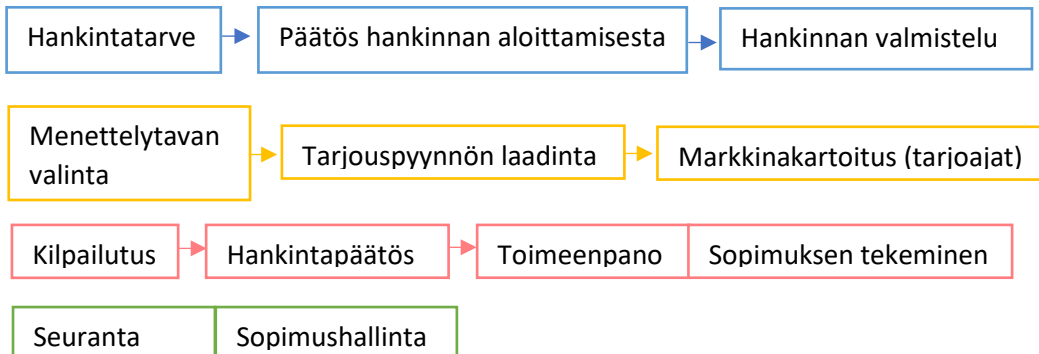 Hankintatarve
Päätös hankinnan aloittamisesta
Hankinnan valmistelu
Menettelytavan
valinta
Tarjouspyynnön laadinta
Markkinakartoitus (tarjoajat)
Kilpailutus
Hankintapäätös
Toimeenpano
Sopimuksen tekeminen
Seuranta
Sopimushallinta